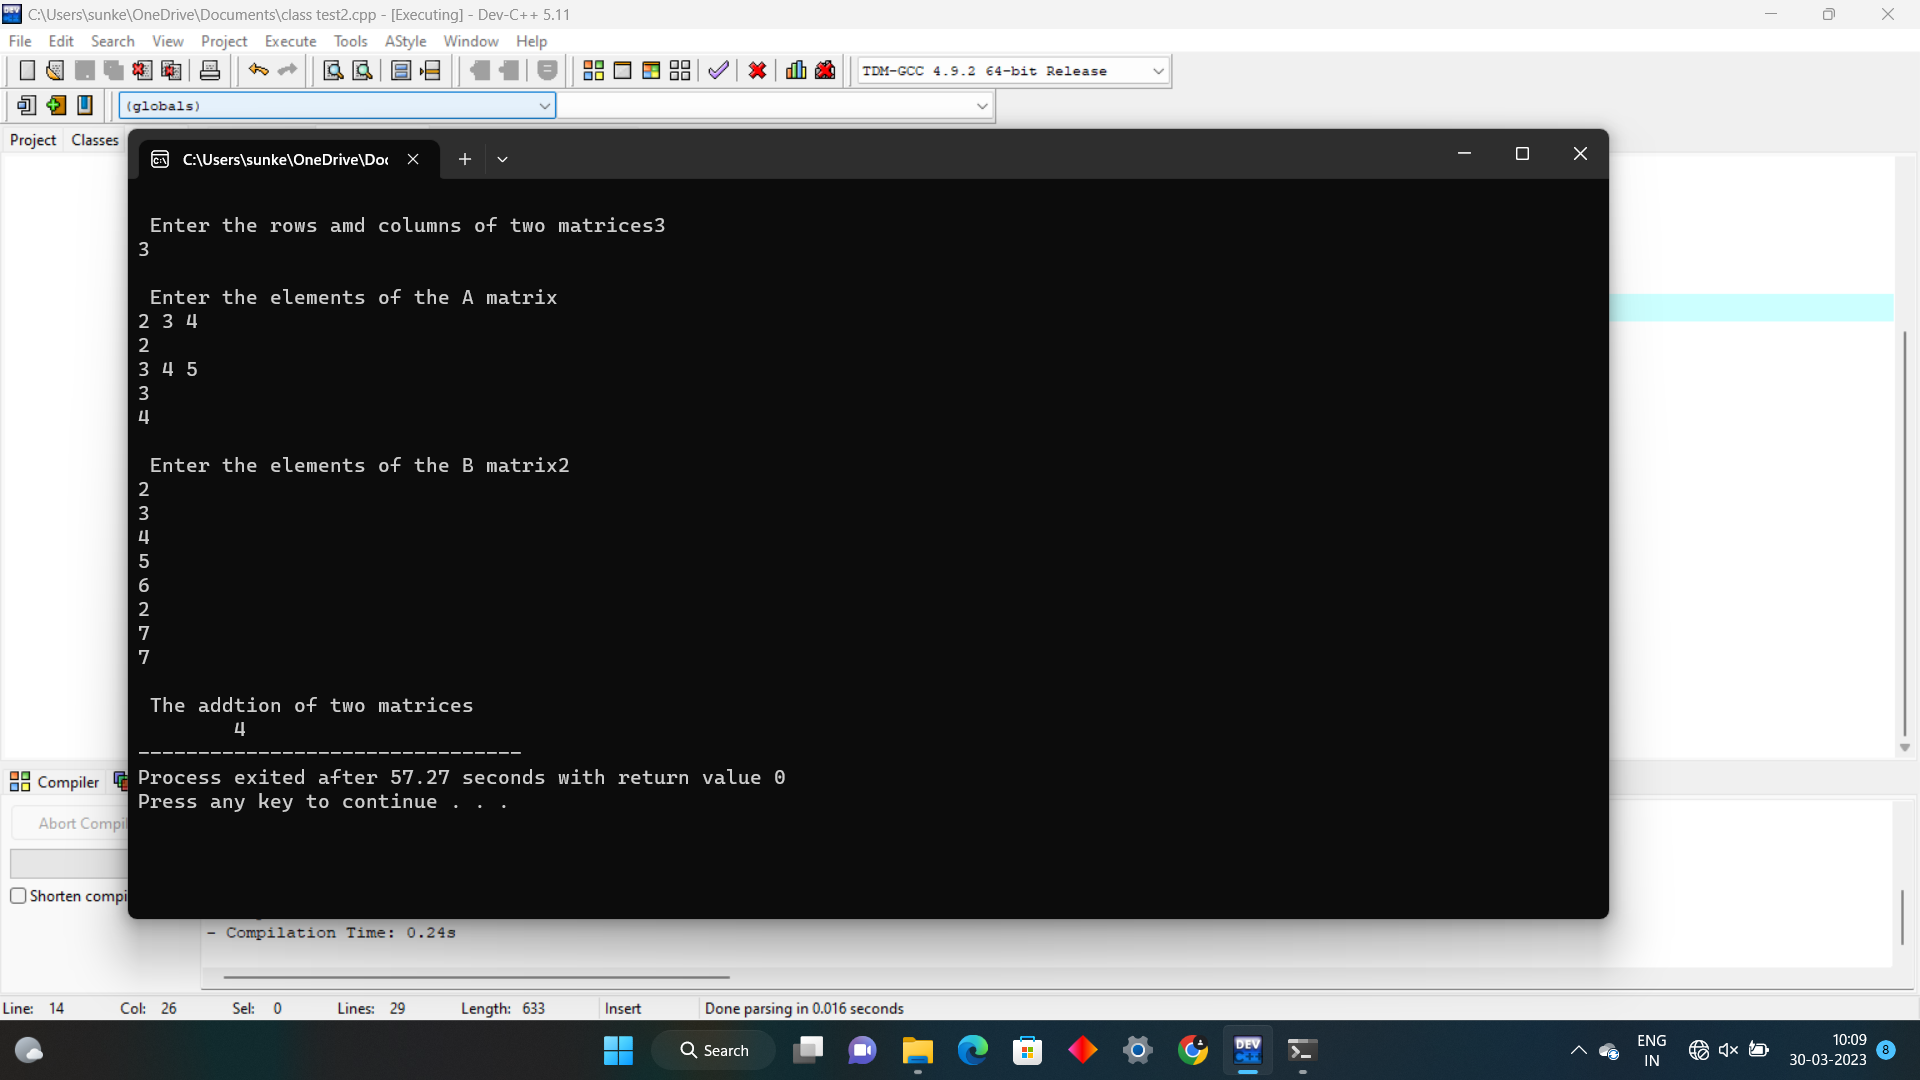 C:\Users\sunke\OneDrive\Documents\class test2.cpp - [Executing] - Dev-C++ 5.11
File Edit Search View Project Execute Tools AStyle Window Help
TDM-GCC 4.9.2 64-bit Release
(globals)
Project Classes
C:\Users\sunke\OneDrive\Doc
Enter the rows amd columns of two matrices3
3
Enter the elements of the A matrix
2 3 4
2
3 4 5
3
4
Enter the elements of the B matrix2
2
3
4
5
6
2
7
7
The addtion of two matrices
4
--------------------------------
Process exited after 57.27 seconds with return value 0
Press any key to continue . . .
Compiler
Abort Compil
Shorten compi
- Compilation Time: 0.24s
Line: 14 Col: 26 Sel: 0 Lines: 29 Length: 633 Insert Done parsing in 0.016 seconds
Search
DEV C++
ENG
IN
10:09
30-03-2023
8